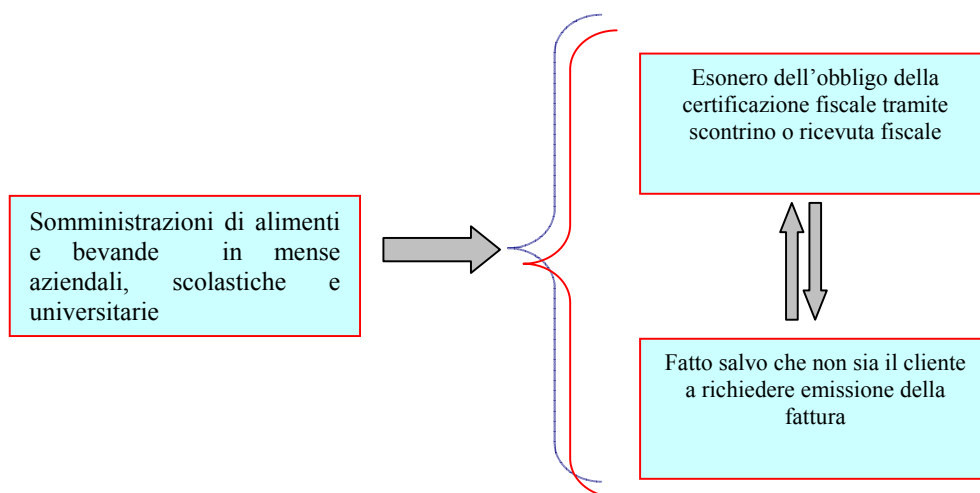 Somministrazioni di alimenti
e bevande in mense
aziendali, scolastiche e
universitarie
Esonero dell'obbligo della
certificazione fiscale tramite
scontrino o ricevuta fiscale
Fatto salvo che non sia il cliente
a richiedere emissione della
fattura